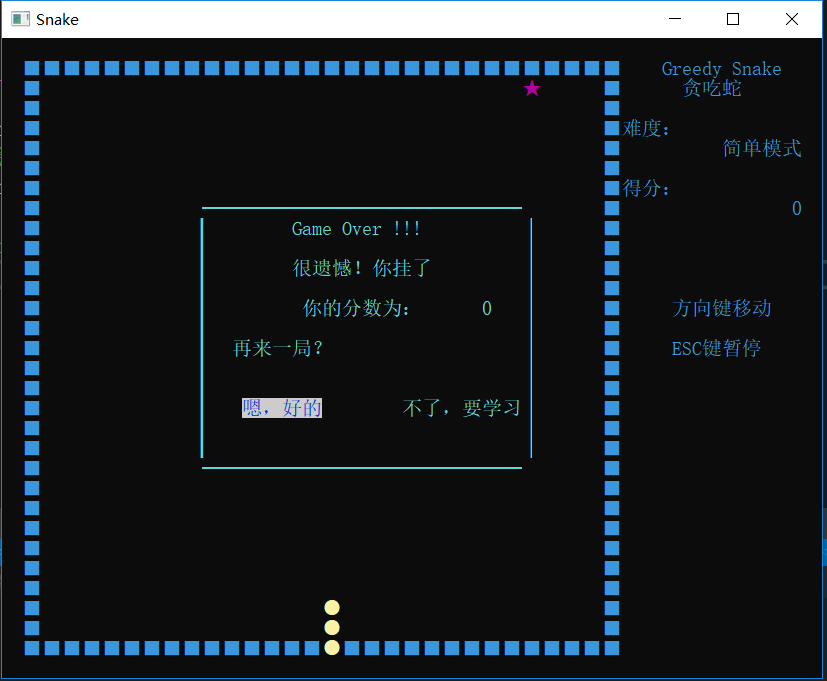 Snake
Greedy Snake
贪吃蛇
难度:
简单模式
得分:
0
Game Over !!!
很遗憾!你挂了
你的分数为: 0
再来一局?
嗯，好的 不了，要学习
方向键移动
ESC键暂停